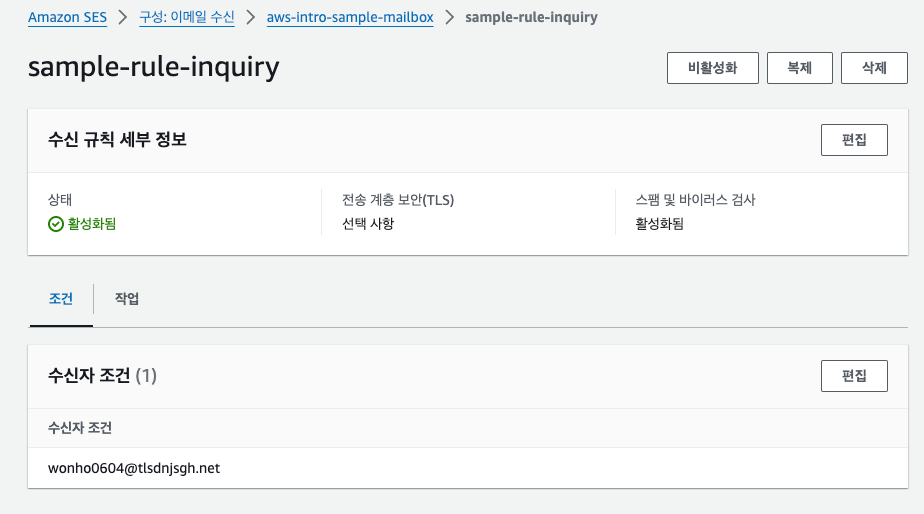 Amazon SES > 구성: 이메일 수신 > aws-intro-sample-mailbox > sample-rule-inquiry
sample-rule-inquiry
비활성화 복제 삭제
수신 규칙 세부 정보
편집
상태 전송 계층 보안(TLS) 스팸 및 바이러스 검사
활성화됨 선택 사항 활성화됨
조건 작업
수신자 조건 (1)
편집
수신자 조건
wonho0604@tlsdnjsgh.net